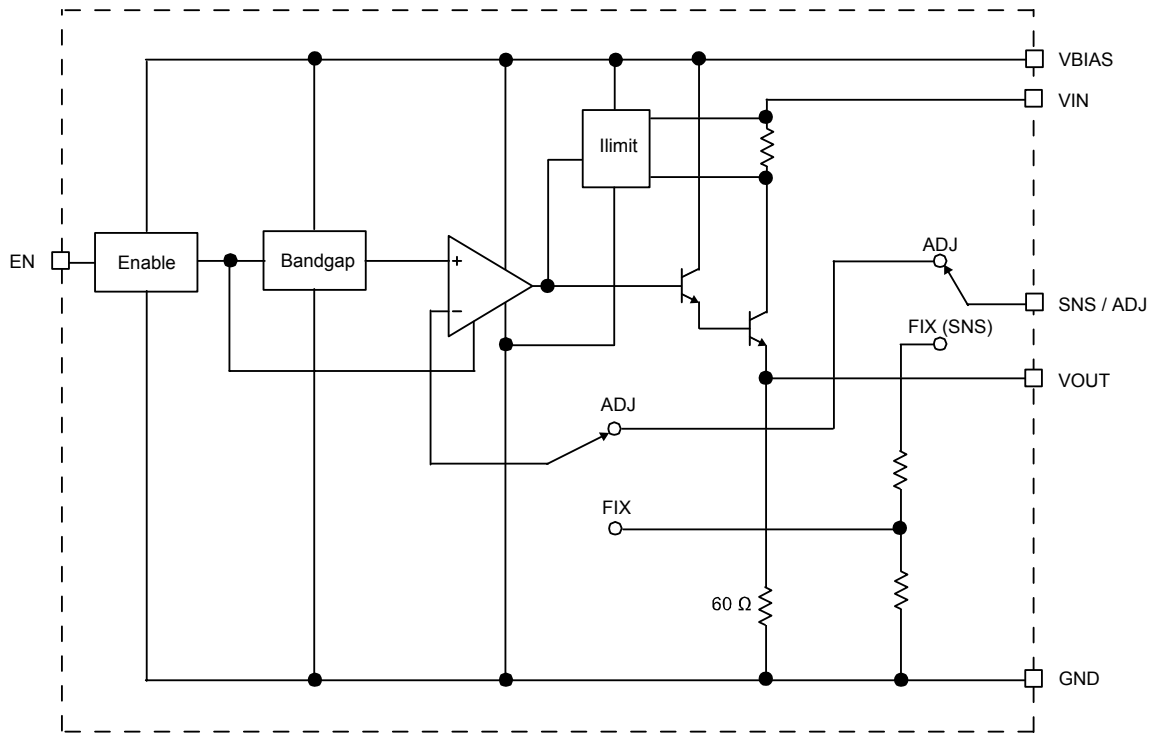 VBIAS
VIN
Ilimit
EN
Enable
Bandgap
+
−
ADJ
SNS / ADJ
FIX (SNS)
VOUT
ADJ
FIX
60 Ω
GND